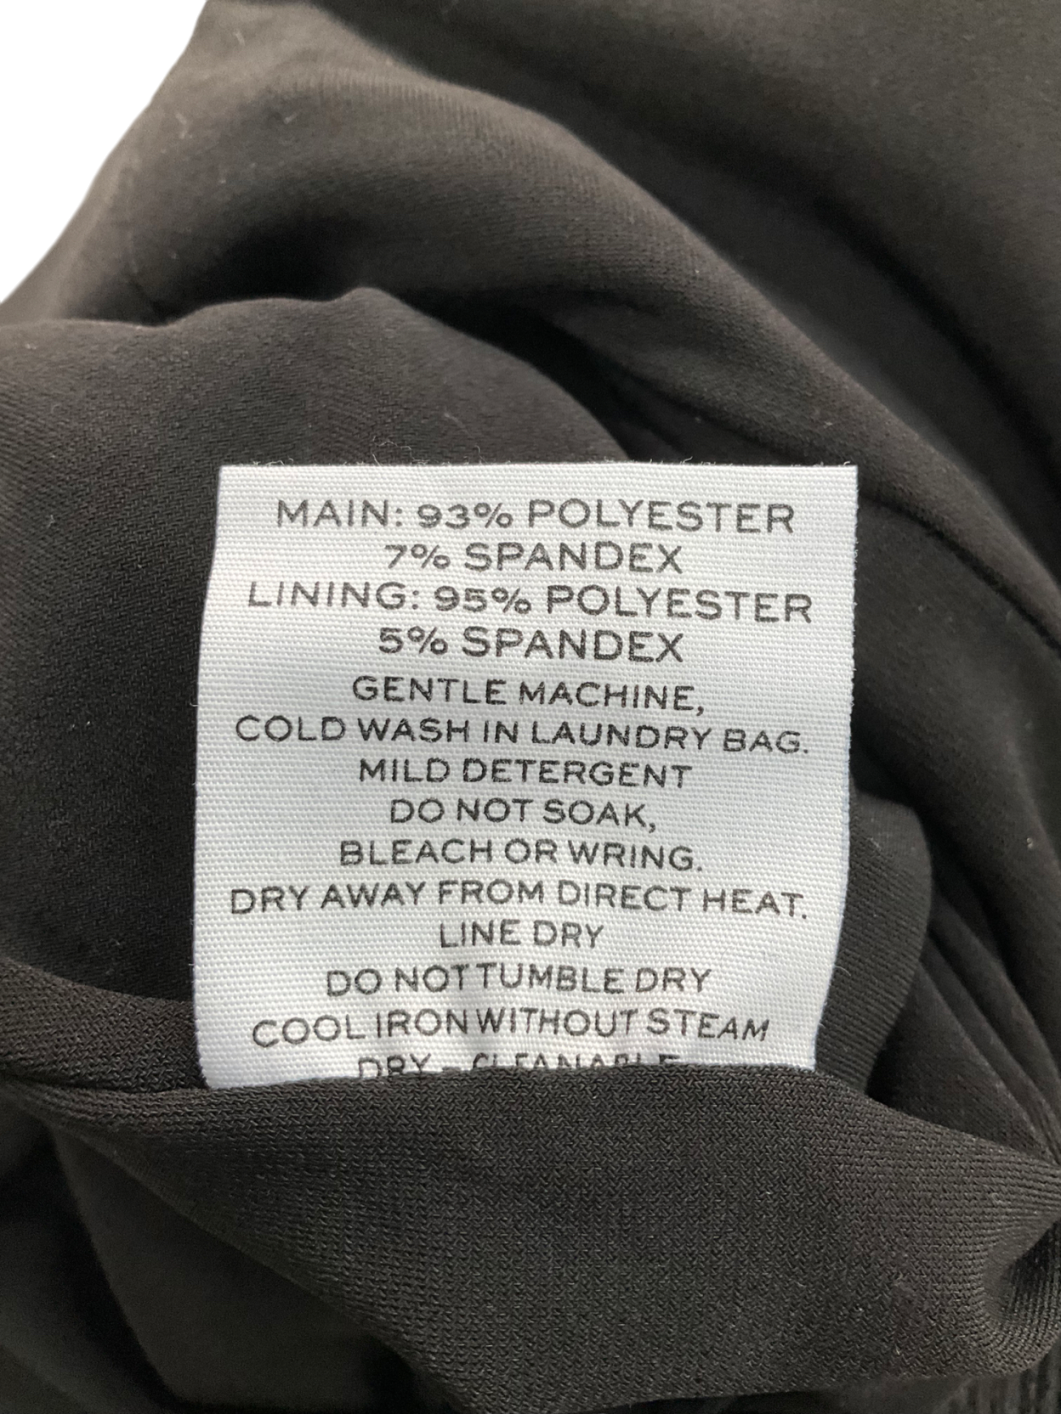 MAIN: 93% POLYESTER
7% SPANDEX
LINING: 95% POLYESTER
5% SPANDEX
GENTLE MACHINE,
COLD WASH IN LAUNDRY BAG.
MILD DETERGENT
DO NOT SOAK,
BLEACH OR WRING.
DRY AWAY FROM DIRECT HEAT.
LINE DRY
DO NOT TUMBLE DRY
COOL IRON WITHOUT STEAM
DRY - CLEANABLE